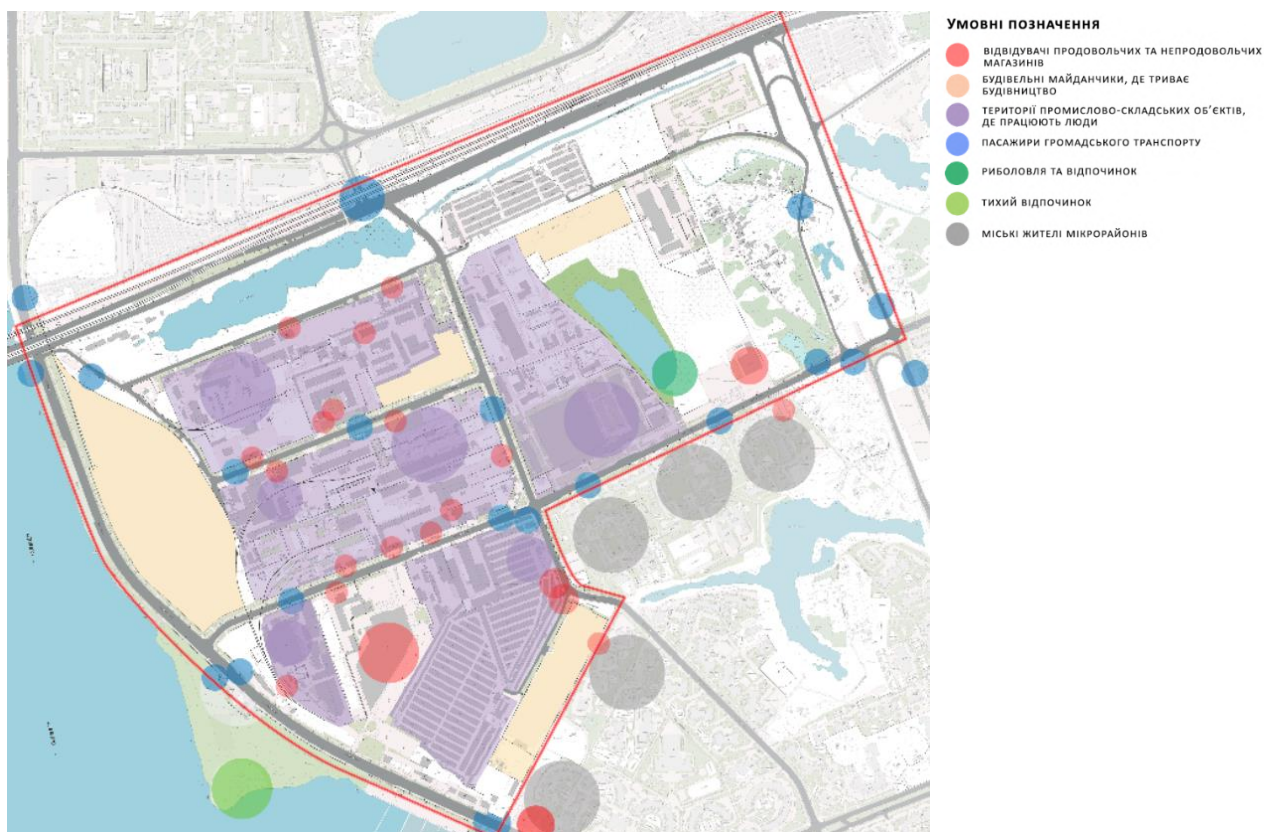 УМОВНІ ПОЗНАЧЕННЯ
ВІДВІДУВАЧІ ПРОДОВОЛЬЧИХ ТА НЕПРОДОВОЛЬЧИХ
МАГАЗИНІВ
БУДІВЕЛЬНІ МАЙДАНЧИКИ, ДЕ ТРИВАЄ
БУДІВНИЦТВО
ТЕРИТОРІЇ ПРОМИСЛОВО-СКЛАДСЬКИХ ОБ'ЄКТІВ,
ДЕ ПРАЦЮЮТЬ ЛЮДИ
ПАСАЖИРИ ГРОМАДСЬКОГО ТРАНСПОРТУ
РИБОЛОВЛЯ ТА ВІДПОЧИНОК
ТИХИЙ ВІДПОЧИНОК
МІСЬКІ ЖИТЕЛІ МІКРОРАЙОНІВ